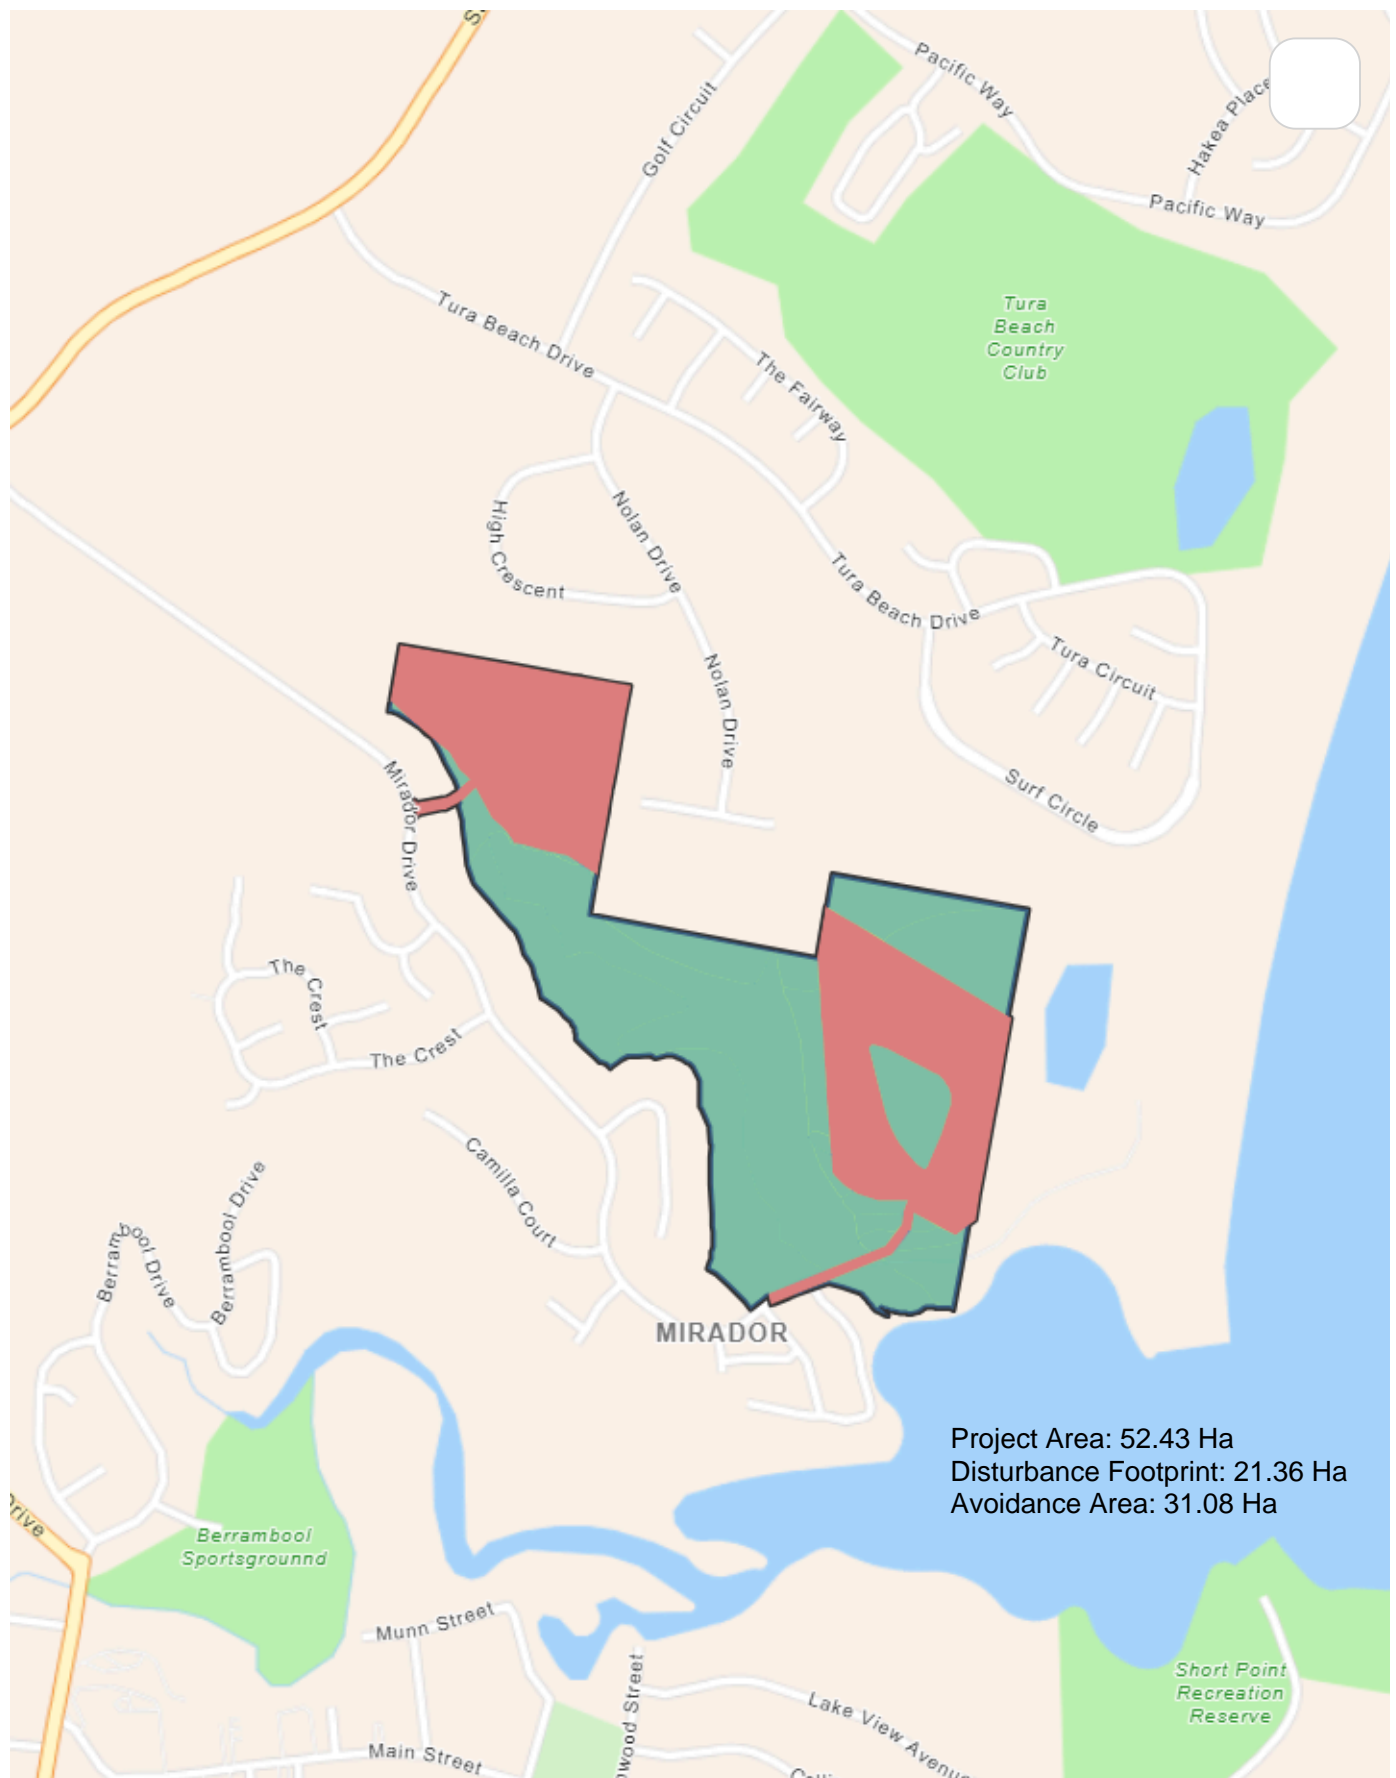 Pacific Way
Hakea Place
Golf Circuit
Pacific Way
Tura
Beach
Country
Club
Tura Beach Drive
The Fairway
High Crescent
Nolan Drive
Tura Beach Drive
Tura Circuit
Nolan Drive
Surf Circle
Mirador Drive
The Crest
The Crest
Camilla Court
Berrambool Drive
Berrambool Drive
MIRADOR
Project Area: 52.43 Ha
Disturbance Footprint: 21.36 Ha
Avoidance Area: 31.08 Ha
Drive
Berrambool
Sportsgrounnd
Munn Street
Short Point
Recreation
Reserve
wood Street
Lake View Avenue
Main Street